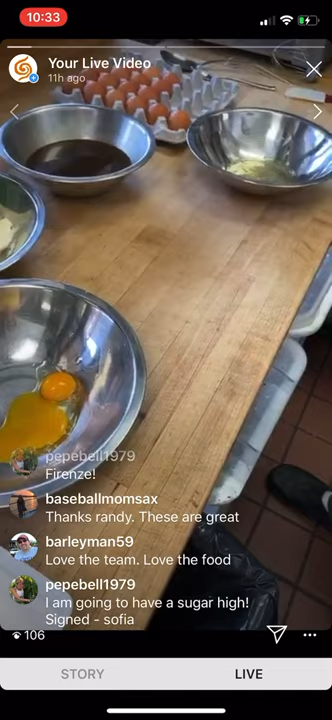 10:33
Your Live Video
11h ago
pepebell1979
Firenze!
baseballmomsax
Thanks randy. These are great
barleyman59
Love the team. Love the food
pepebell1979
I am going to have a sugar high!
Signed - sofia
106
STORY
LIVE